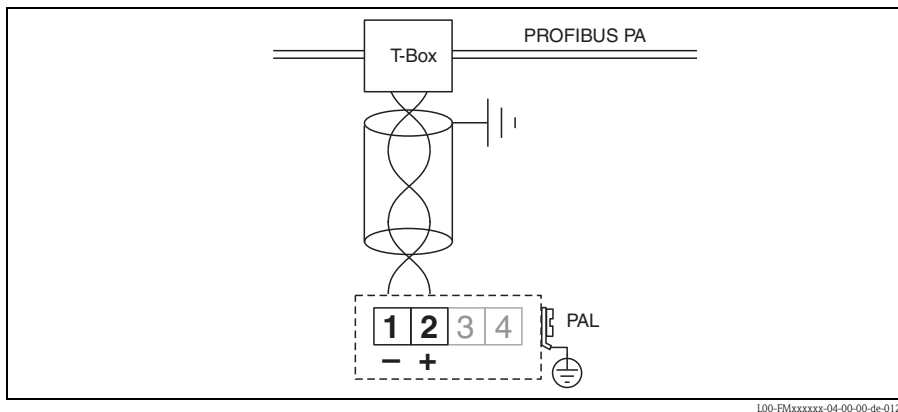 PROFIBUS PA
T-Box
1 2 3 4
– +
PAL
L00-FMxxxxxx-04-00-00-de-012